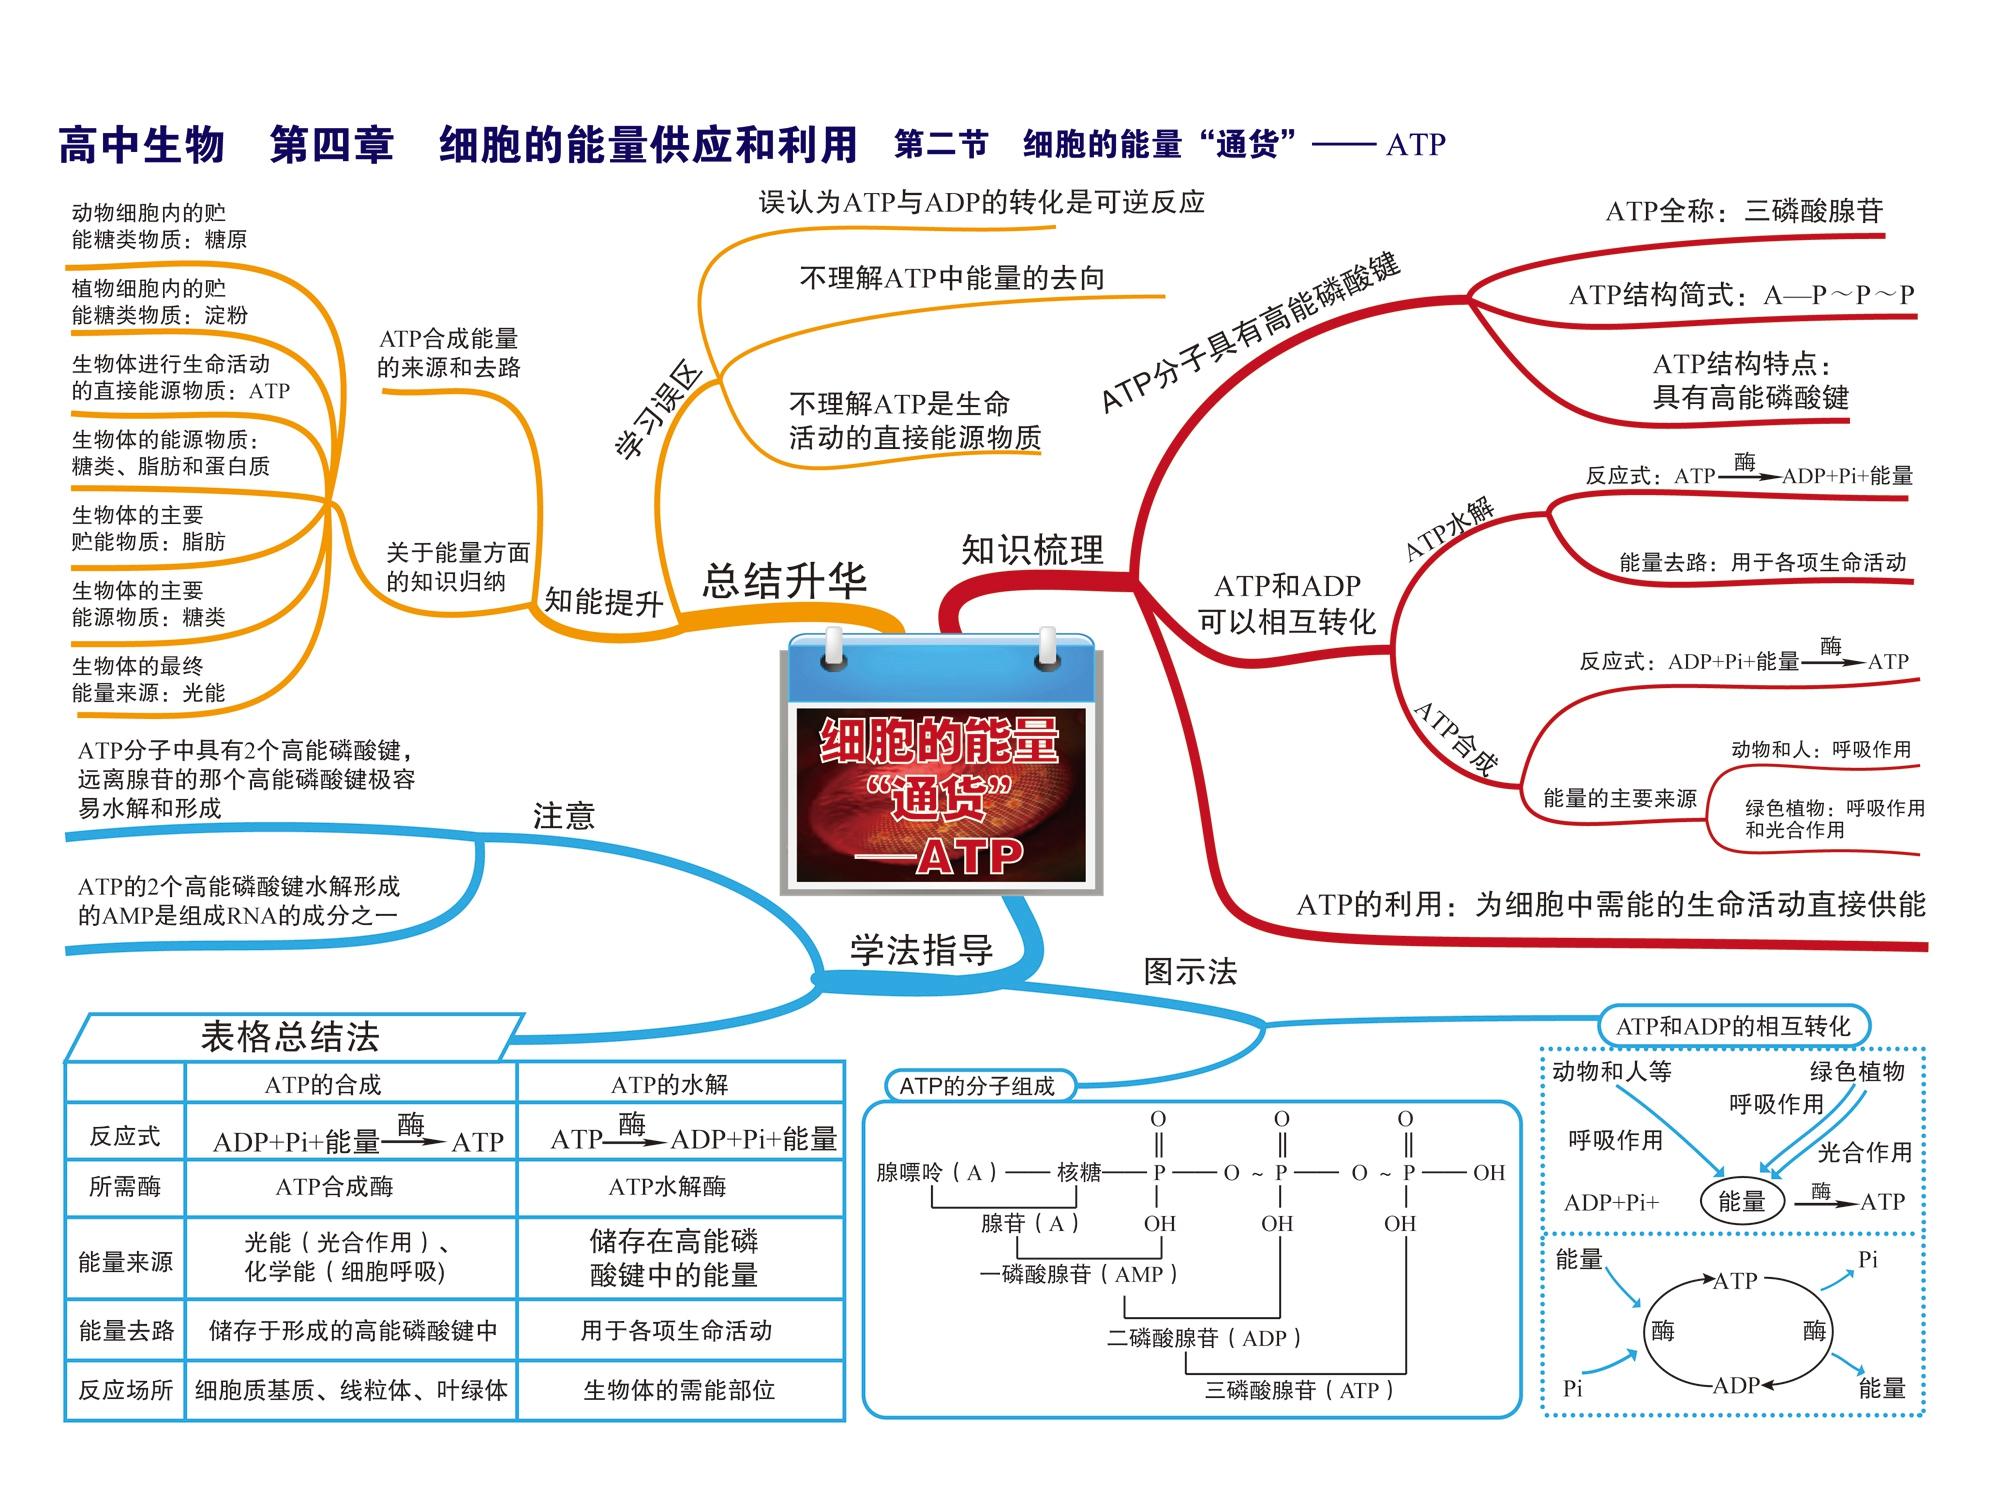 高中生物 第四章 细胞的能量供应和利用 第二节 细胞的能量“通货”—— ATP
动物细胞内的贮
能糖类物质：糖原
植物细胞内的贮
能糖类物质：淀粉
生物体进行生命活动
的直接能源物质：ATP
生物体的能源物质：
糖类、脂肪和蛋白质
生物体的主要
贮能物质：脂肪
生物体的主要
能源物质：糖类
生物体的最终
能量来源：光能
ATP合成能量
的来源和去路
关于能量方面
的知识归纳
知能提升
总结升华
学习误区
误认为ATP与ADP的转化是可逆反应
不理解ATP中能量的去向
不理解ATP是生命
活动的直接能源物质
知识梳理
ATP分子具有高能磷酸键
ATP全称：三磷酸腺苷
ATP结构简式：A—P～P～P
ATP结构特点：
具有高能磷酸键
ATP和ADP
可以相互转化
ATP水解
酶
反应式：ATP→ADP+Pi+能量
能量去路：用于各项生命活动
ATP合成
酶
反应式：ADP+Pi+能量→ATP
能量的主要来源
动物和人：呼吸作用
绿色植物：呼吸作用
和光合作用
ATP的利用：为细胞中需能的生命活动直接供能
细胞的能量
“通货”
——ATP
ATP分子中具有2个高能磷酸键，
远离腺苷的那个高能磷酸键极容
易水解和形成
注意
ATP的2个高能磷酸键水解形成
的AMP是组成RNA的成分之一
学法指导
图示法
表格总结法
ATP的合成 ATP的水解
反应式 ADP+Pi+能量 酶→ ATP ATP 酶→ ADP+Pi+能量
所需酶 ATP合成酶 ATP水解酶
能量来源 光能（光合作用）、
化学能（细胞呼吸) 储存在高能磷
酸键中的能量
能量去路 储存于形成的高能磷酸键中 用于各项生命活动
反应场所 细胞质基质、线粒体、叶绿体 生物体的需能部位
ATP的分子组成
O O O
腺嘌呤（A）—— 核糖——P——O ~ P—— O ~ P——OH
腺苷（A） OH OH OH
一磷酸腺苷（AMP）
二磷酸腺苷（ADP）
三磷酸腺苷（ATP）
ATP和ADP的相互转化
动物和人等 绿色植物
呼吸作用
呼吸作用
光合作用
ADP+Pi+ 能量 酶→ATP
能量 ATP Pi
酶 酶
Pi ADP 能量